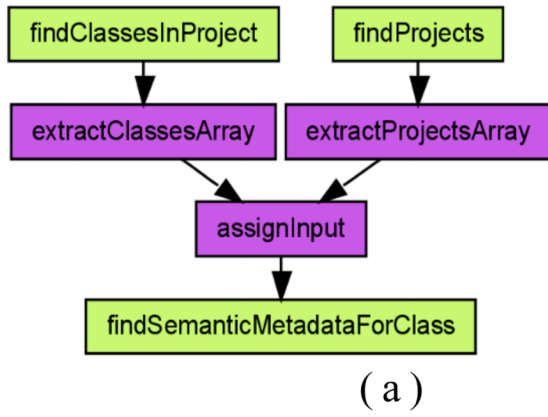 findClassesInProject
findProjects
extractClassesArray
extractProjectsArray
assignInput
findSemanticMetadataForClass
( a )